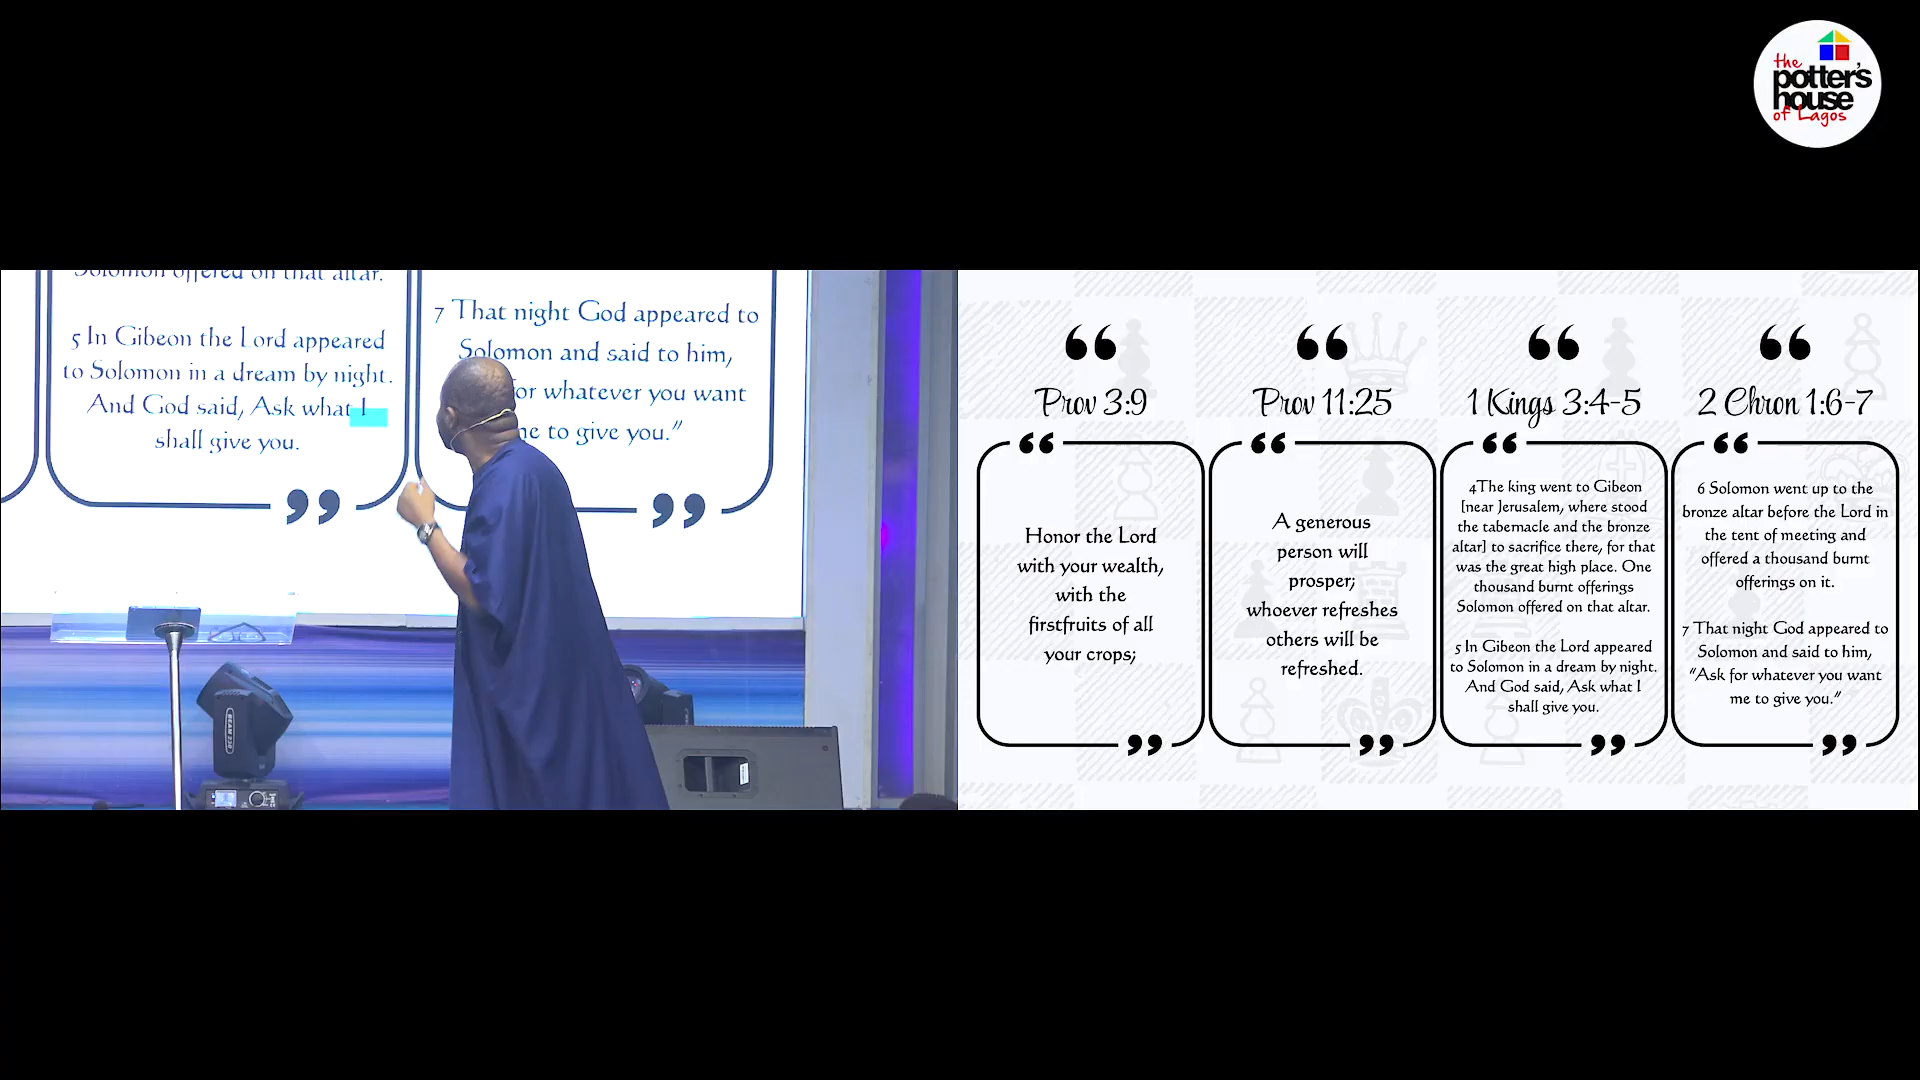 the
potter's
house
of Lagos
Solomon offered on that altar.
5 In Gibeon the Lord appeared
to Solomon in a dream by night.
And God said, Ask what I
shall give you.
7 That night God appeared to
Solomon and said to him,
for whatever you want
me to give you.”
BEAM 230
Prov 3:9
Honor the Lord
with your wealth,
with the
firstfruits of all
your crops;
Prov 11:25
A generous
person will
prosper;
whoever refreshes
others will be
refreshed.
1 Kings 3:4-5
4The king went to Gibeon
[near Jerusalem, where stood
the tabernacle and the bronze
altar] to sacrifice there, for that
was the great high place. One
thousand burnt offerings
Solomon offered on that altar.
5 In Gibeon the Lord appeared
to Solomon in a dream by night.
And God said, Ask what I
shall give you.
2 Chron 1:6-7
6 Solomon went up to the
bronze altar before the Lord in
the tent of meeting and
offered a thousand burnt
offerings on it.
7 That night God appeared to
Solomon and said to him,
“Ask for whatever you want
me to give you.”